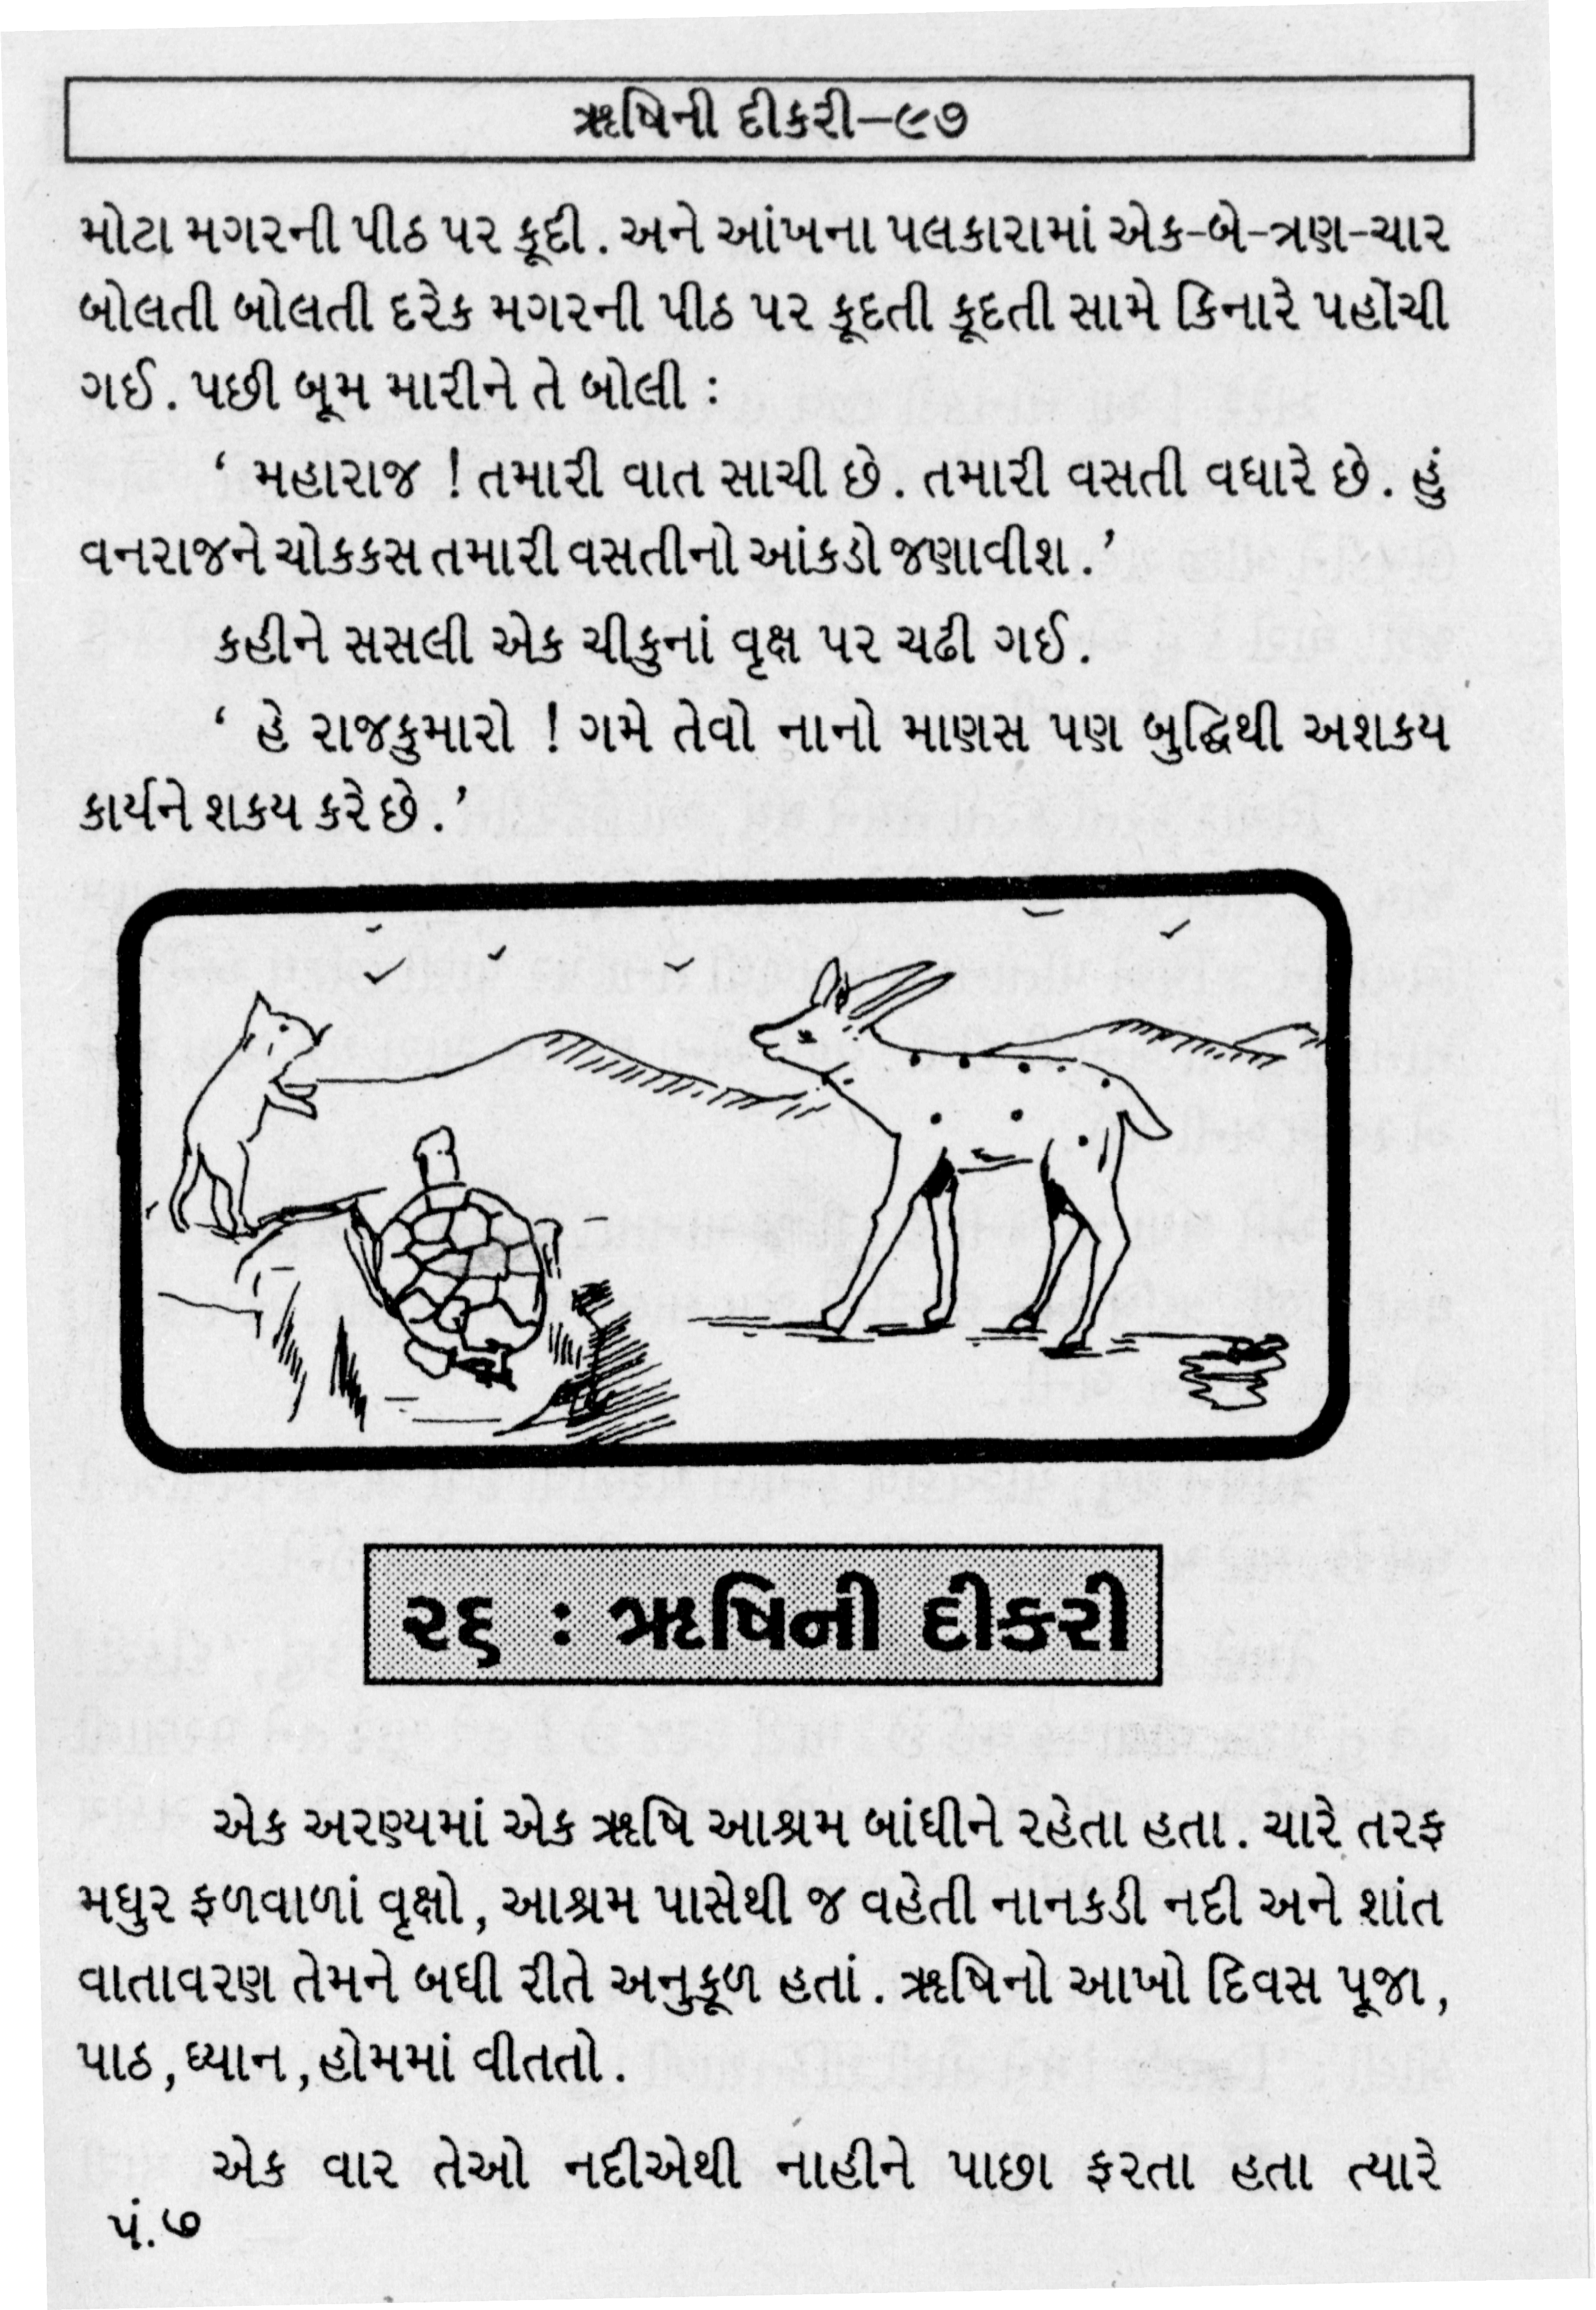 ઋષિની દીકરી–૯૭
મોટા મગરની પીઠ પર કૂદી. અને આંખના પલકારામાં એક-બે-ત્રણ-ચાર
બોલતી બોલતી દરેક મગરની પીઠ પર કૂદતી કૂદતી સામે કિનારે પહોંચી
ગઈ. પછી બૂમ મારીને તે બોલી :
‘ મહારાજ ! તમારી વાત સાચી છે. તમારી વસતી વધારે છે. હું
વનરાજને ચોકકસ તમારી વસતીનો આંકડો જણાવીશ.’
કહીને સસલી એક ચીકુનાં વૃક્ષ પર ચઢી ગઈ.
‘ હે રાજકુમારો ! ગમે તેવો નાનો માણસ પણ બુદ્ધિથી અશકય
કાર્યને શકય કરે છે.’
૨૬ : ઋષિની દીકરી
એક અરણ્યમાં એક ઋષિ આશ્રમ બાંધીને રહેતા હતા. ચારે તરફ
મધુર ફળવાળાં વૃક્ષો, આશ્રમ પાસેથી જ વહેતી નાનકડી નદી અને શાંત
વાતાવરણ તેમને બધી રીતે અનુકૂળ હતાં. ઋષિનો આખો દિવસ પૂજા,
પાઠ, ધ્યાન, હોમમાં વીતતો.
એક વાર તેઓ નદીએથી નાહીને પાછા ફરતા હતા ત્યારે
પં.૭